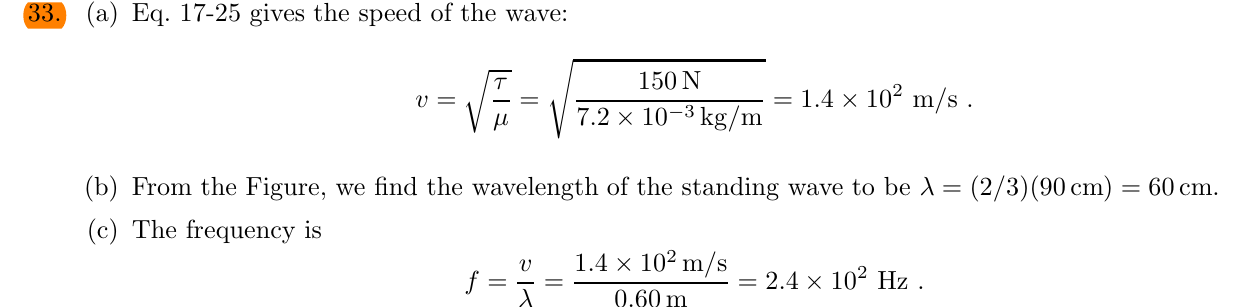 33. (a) Eq. 17-25 gives the speed of the wave:
v = √(τ/μ) = √(150 N / 7.2 × 10⁻³ kg/m) = 1.4 × 10² m/s .
(b) From the Figure, we find the wavelength of the standing wave to be λ = (2/3)(90 cm) = 60 cm.
(c) The frequency is
f = v/λ = 1.4 × 10² m/s / 0.60 m = 2.4 × 10² Hz .